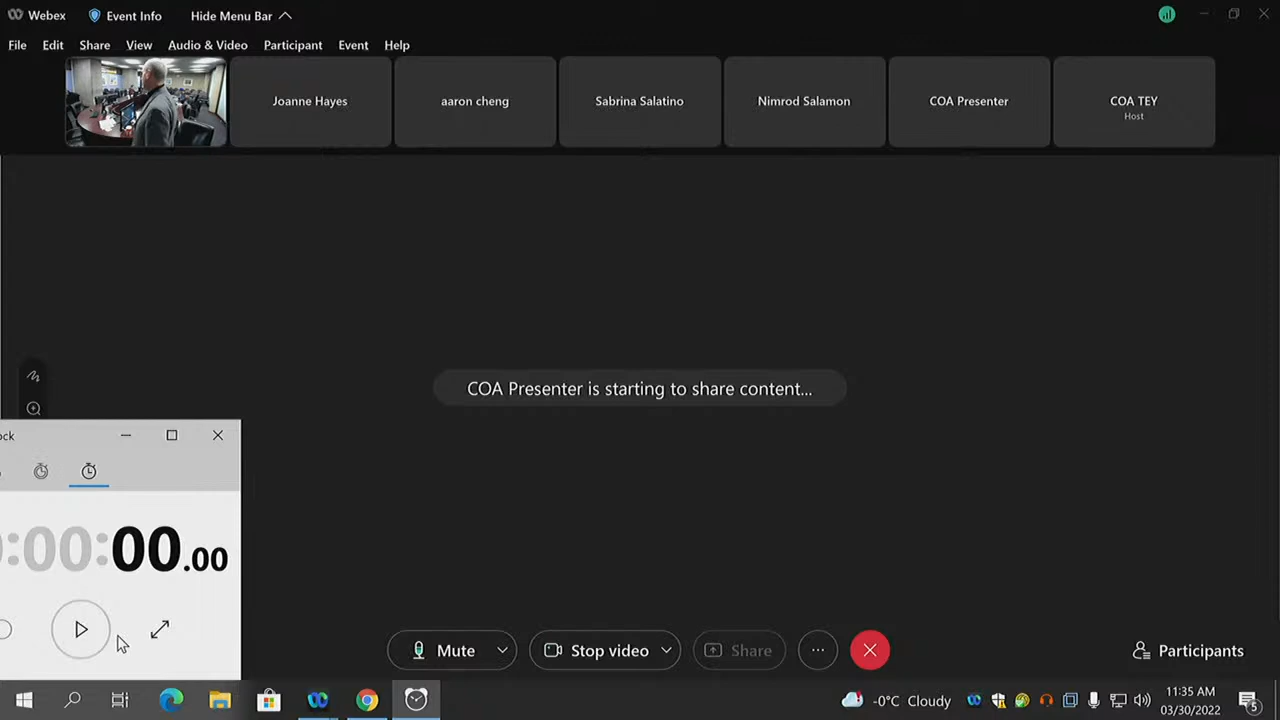 Webex
Event Info
Hide Menu Bar
File Edit Share View Audio & Video Participant Event Help
Joanne Hayes
aaron cheng
Sabrina Salatino
Nimrod Salamon
COA Presenter
COA TEY
Host
COA Presenter is starting to share content...
ock
:00:00.00
Mute
Stop video
Share
Participants
-0°C Cloudy
11:35 AM
03/30/2022
5